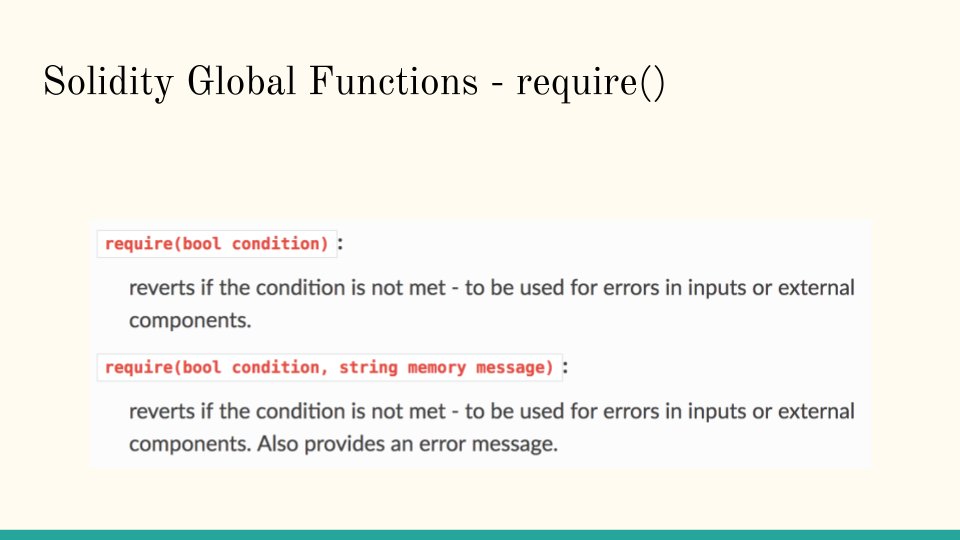 Solidity Global Functions - require()
require(bool condition) :
reverts if the condition is not met - to be used for errors in inputs or external
components.
require(bool condition, string memory message) :
reverts if the condition is not met - to be used for errors in inputs or external
components. Also provides an error message.